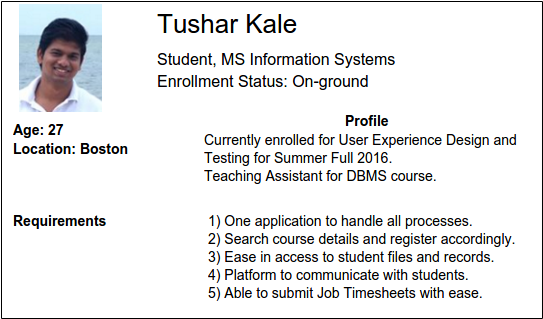 Tushar Kale
Student, MS Information Systems
Enrollment Status: On-ground
Age: 27
Location: Boston
Profile
Currently enrolled for User Experience Design and
Testing for Summer Full 2016.
Teaching Assistant for DBMS course.
Requirements
1) One application to handle all processes.
2) Search course details and register accordingly.
3) Ease in access to student files and records.
4) Platform to communicate with students.
5) Able to submit Job Timesheets with ease.